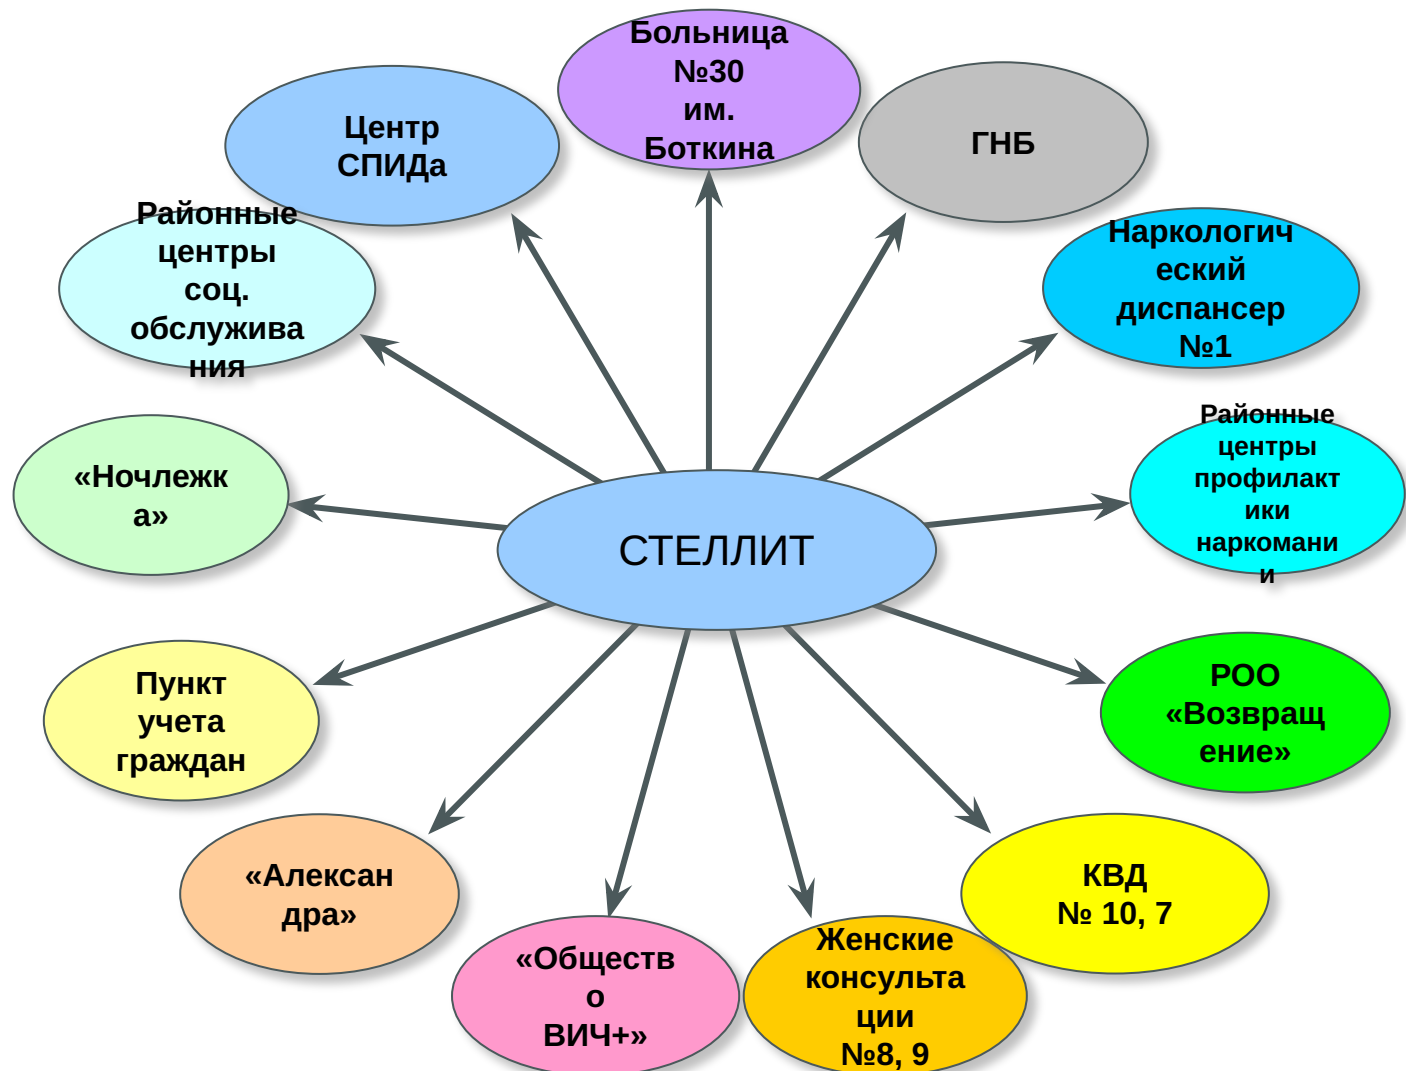 Больница
№30
им.
Боткина
Центр
СПИДа
ГНБ
Районные
центры
соц.
обслужива
ния
Наркологич
еский
диспансер
№1
«Ночлежк
а»
Районные
центры
профилакт
ики
наркомани
и
СТЕЛЛИТ
Пункт
учета
граждан
РОО
«Возвращ
ение»
«Алексан
дра»
КВД
№ 10, 7
«Обществ
о
ВИЧ+»
Женские
консульта
ции
№8, 9